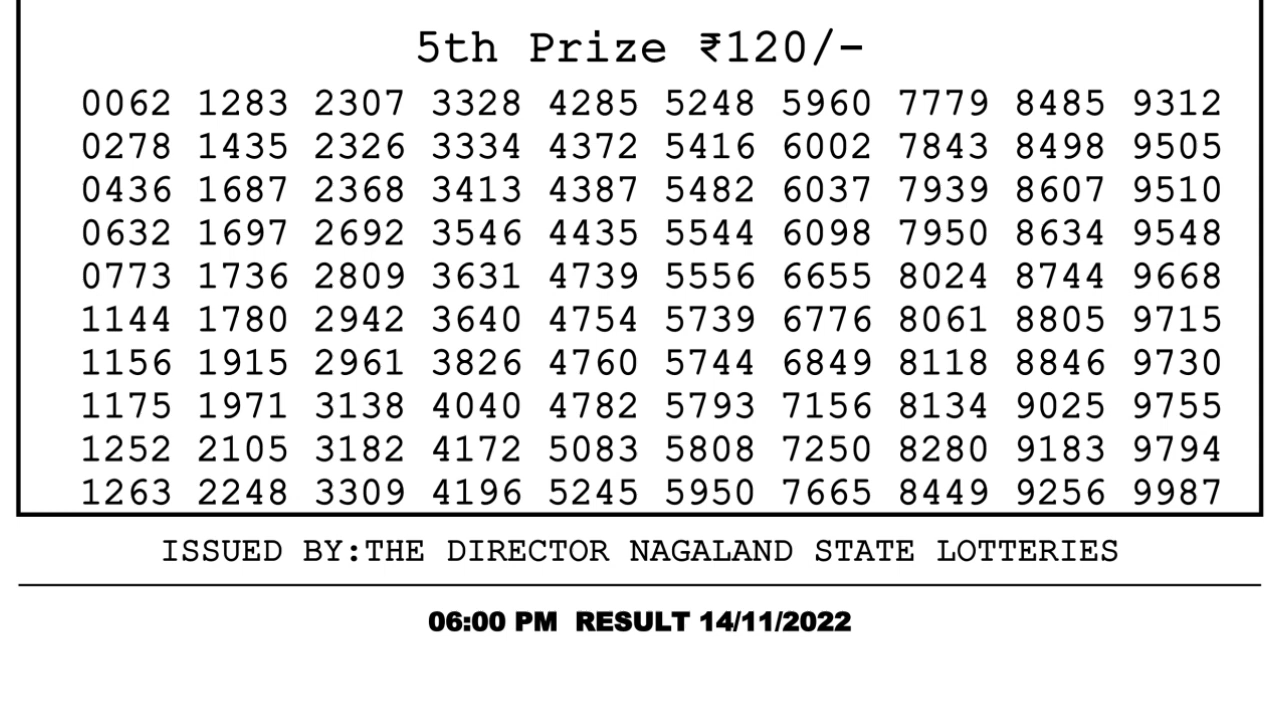 5th Prize ₹120/-
0062 1283 2307 3328 4285 5248 5960 7779 8485 9312
0278 1435 2326 3334 4372 5416 6002 7843 8498 9505
0436 1687 2368 3413 4387 5482 6037 7939 8607 9510
0632 1697 2692 3546 4435 5544 6098 7950 8634 9548
0773 1736 2809 3631 4739 5556 6655 8024 8744 9668
1144 1780 2942 3640 4754 5739 6776 8061 8805 9715
1156 1915 2961 3826 4760 5744 6849 8118 8846 9730
1175 1971 3138 4040 4782 5793 7156 8134 9025 9755
1252 2105 3182 4172 5083 5808 7250 8280 9183 9794
1263 2248 3309 4196 5245 5950 7665 8449 9256 9987
ISSUED BY:THE DIRECTOR NAGALAND STATE LOTTERIES
06:00 PM RESULT 14/11/2022